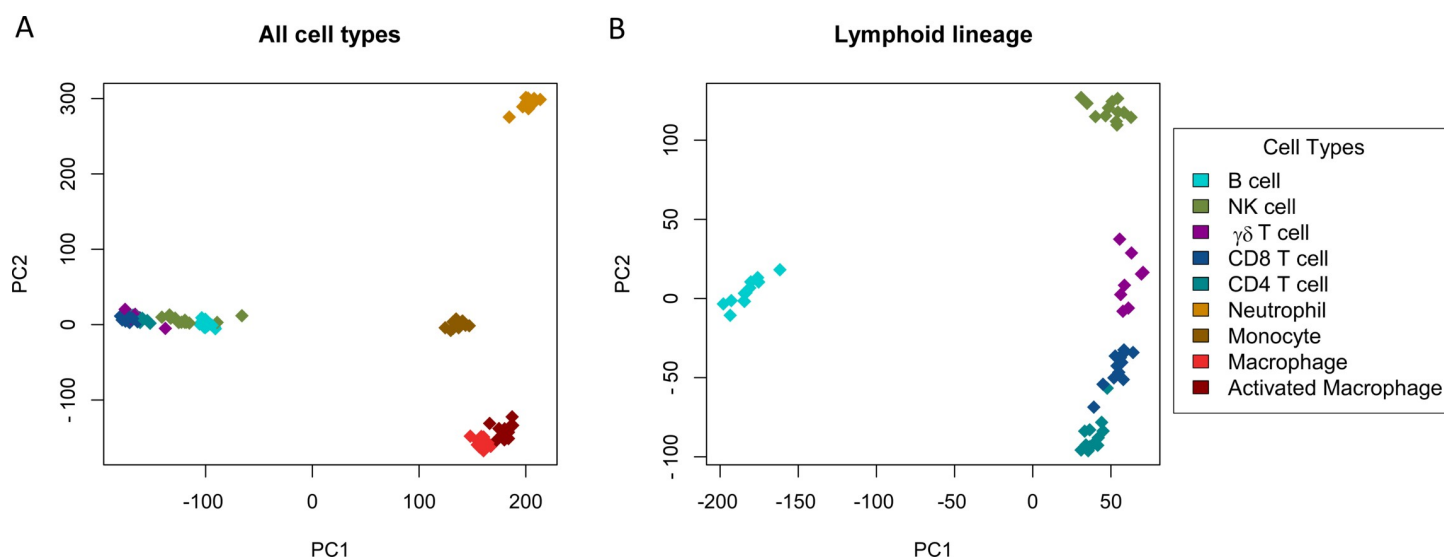 A
All cell types
PC2
300
200
100
0
- 100
-100
0
100
200
PC1
B
Lymphoid lineage
PC2
100
50
0
-50
- 100
-200
-150
-100
-50
0
50
PC1
Cell Types
B cell
NK cell
γδ T cell
CD8 T cell
CD4 T cell
Neutrophil
Monocyte
Macrophage
Activated Macrophage